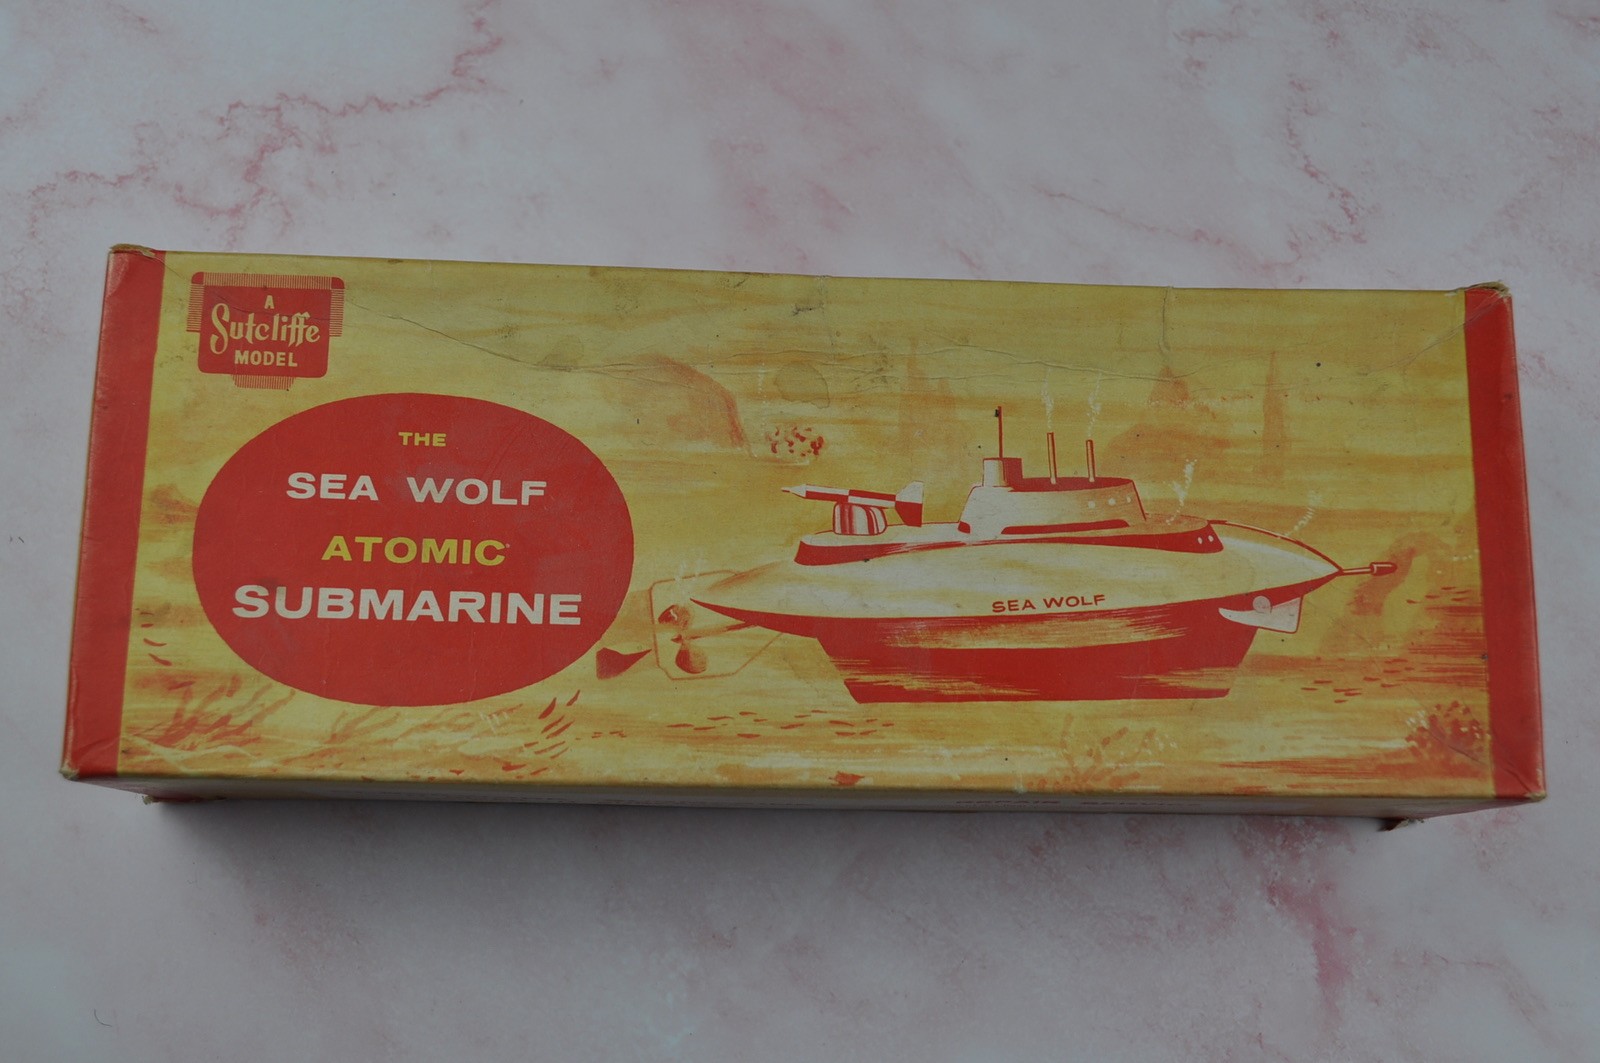 A
Sutcliffe
MODEL
THE
SEA WOLF
ATOMIC
SUBMARINE
SEA WOLF